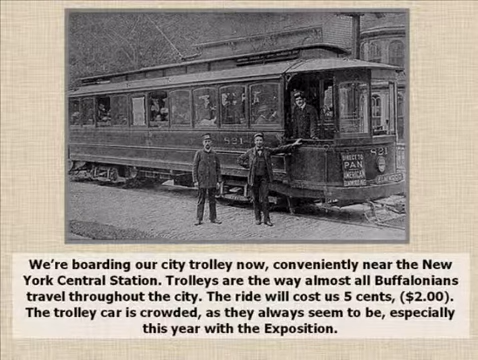 821
821
DIRECT TO
PAN
AMERICAN
We're boarding our city trolley now, conveniently near the New
York Central Station. Trolleys are the way almost all Buffalonians
travel throughout the city. The ride will cost us 5 cents, ($2.00).
The trolley car is crowded, as they always seem to be, especially
this year with the Exposition.